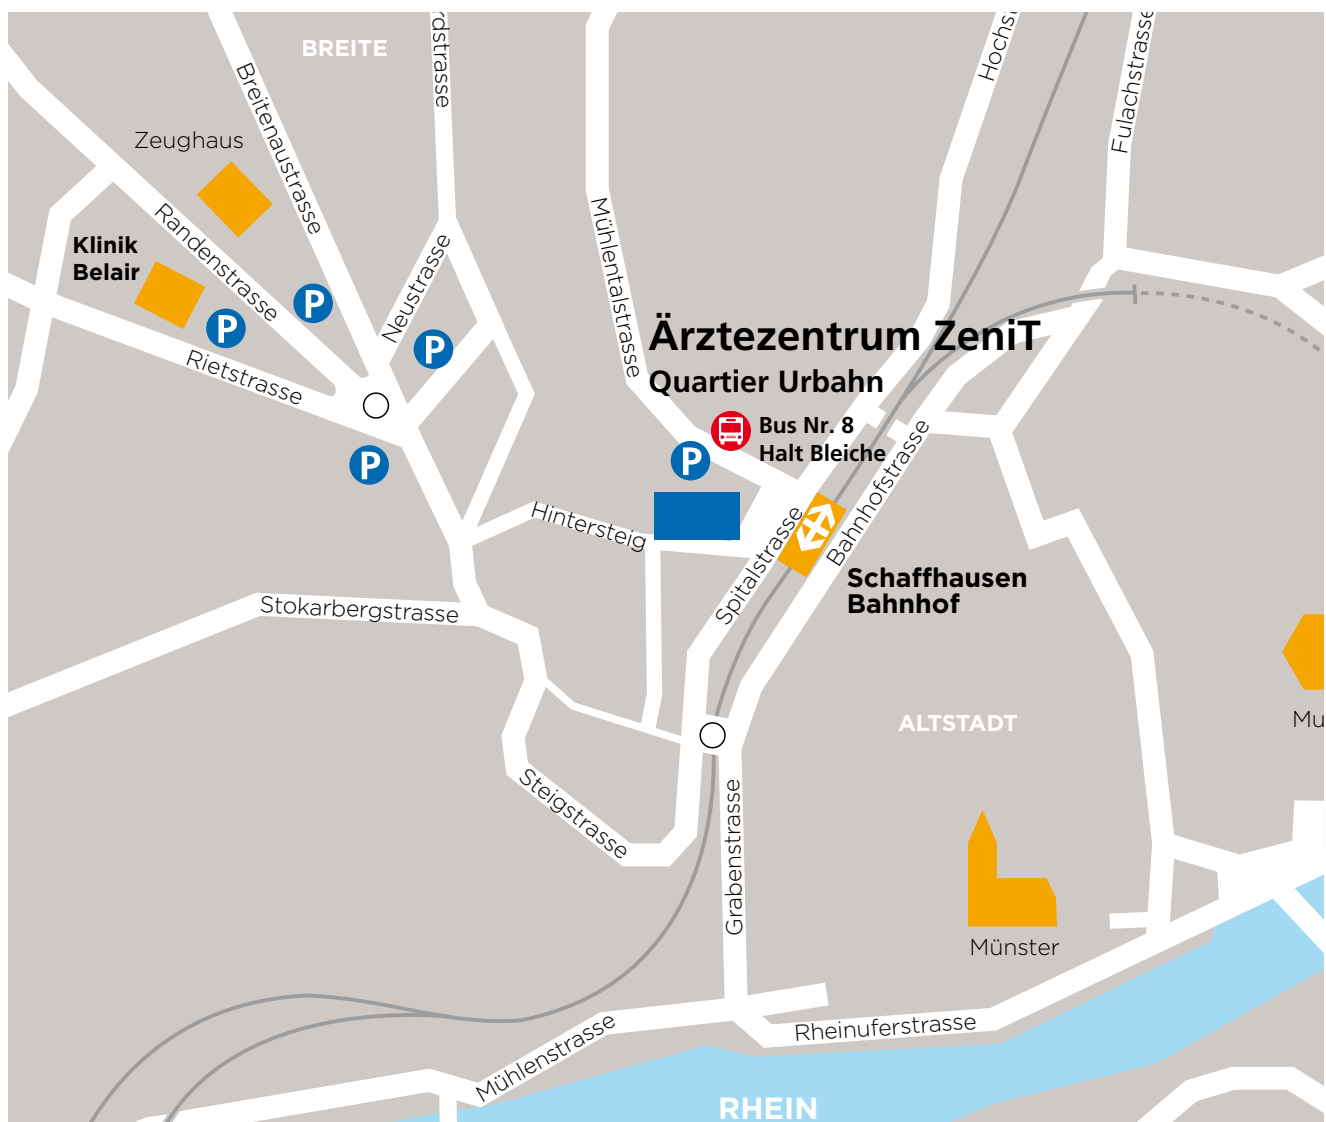 BREITE
rdstrasse
Hochst
Fulachstrasse
Breitenaustrasse
Zeughaus
Randenstrasse
Klinik
Belair
Neustrasse
Mühlentalstrasse
Rietstrasse
P
P
P
P
Ärztezentrum ZeniT
Quartier Urbahn
Bus Nr. 8
Halt Bleiche
P
Hintersteig
Spitalstrasse
Bahnhofstrasse
Schaffhausen
Bahnhof
Stokarbergstrasse
ALTSTADT
Mu
Steigstrasse
Grabenstrasse
Münster
Rheinuferstrasse
Mühlenstrasse
RHEIN